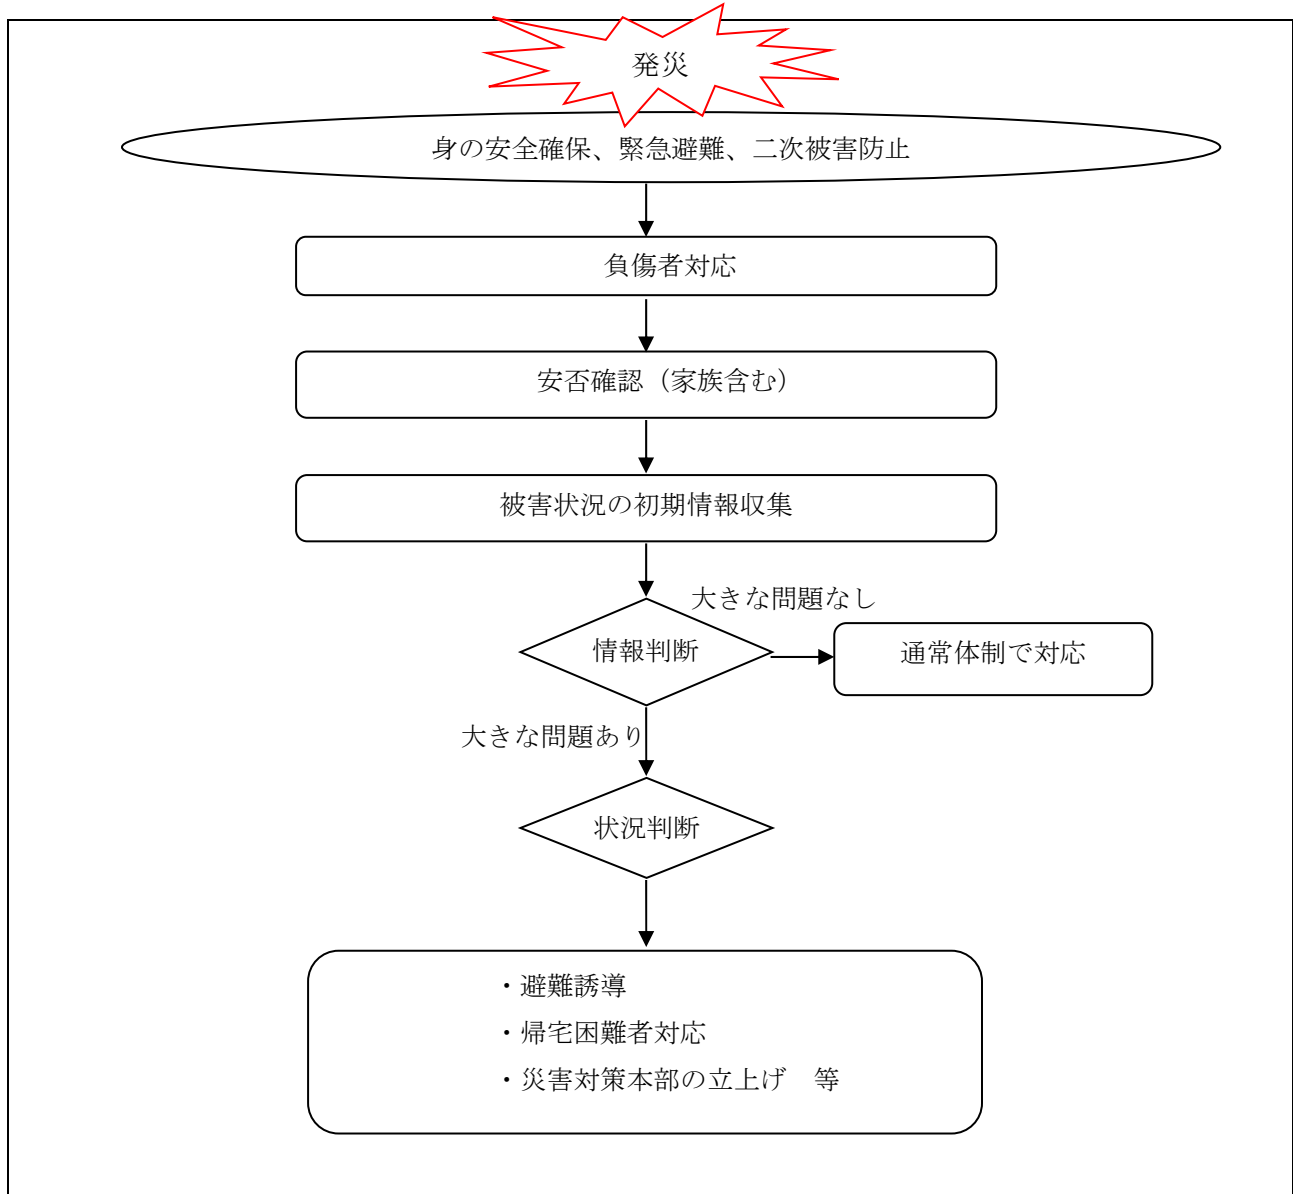 発災
身の安全確保、緊急避難、二次被害防止
負傷者対応
安否確認（家族含む）
被害状況の初期情報収集
大きな問題なし
情報判断
通常体制で対応
大きな問題あり
状況判断
・避難誘導
・帰宅困難者対応
・災害対策本部の立上げ　等